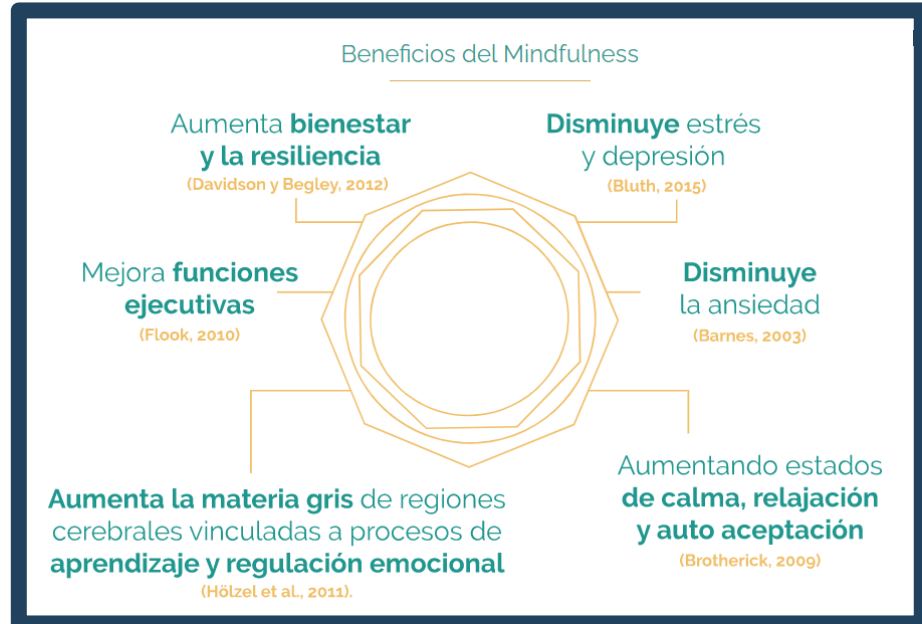 Beneficios del Mindfulness
Aumenta bienestar
y la resiliencia
(Davidson y Begley, 2012)
Disminuye estrés
y depresión
(Bluth, 2015)
Mejora funciones
ejecutivas
(Flook, 2010)
Disminuye
la ansiedad
(Barnes, 2003)
Aumenta la materia gris de regiones
cerebrales vinculadas a procesos de
aprendizaje y regulación emocional
(Hölzel et al., 2011).
Aumentando estados
de calma, relajación
y auto aceptación
(Brotherick, 2009)